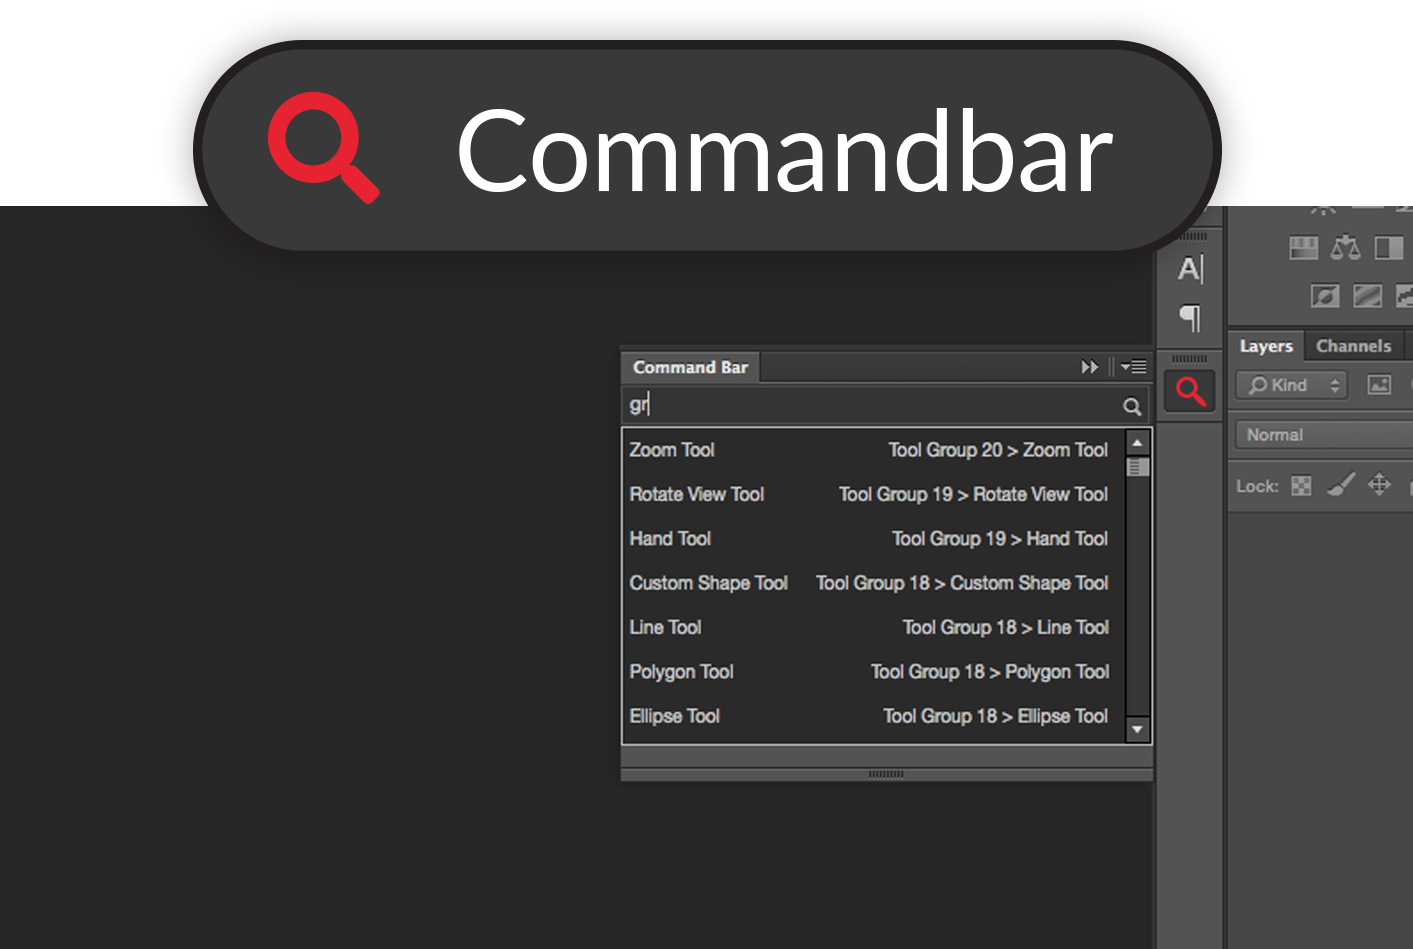 Commandbar
A|
¶
Layers Channels
Command Bar
Kind
gr
Normal
Zoom Tool Tool Group 20 > Zoom Tool
Lock:
Rotate View Tool Tool Group 19 > Rotate View Tool
Hand Tool Tool Group 19 > Hand Tool
Custom Shape Tool Tool Group 18 > Custom Shape Tool
Line Tool Tool Group 18 > Line Tool
Polygon Tool Tool Group 18 > Polygon Tool
Ellipse Tool Tool Group 18 > Ellipse Tool